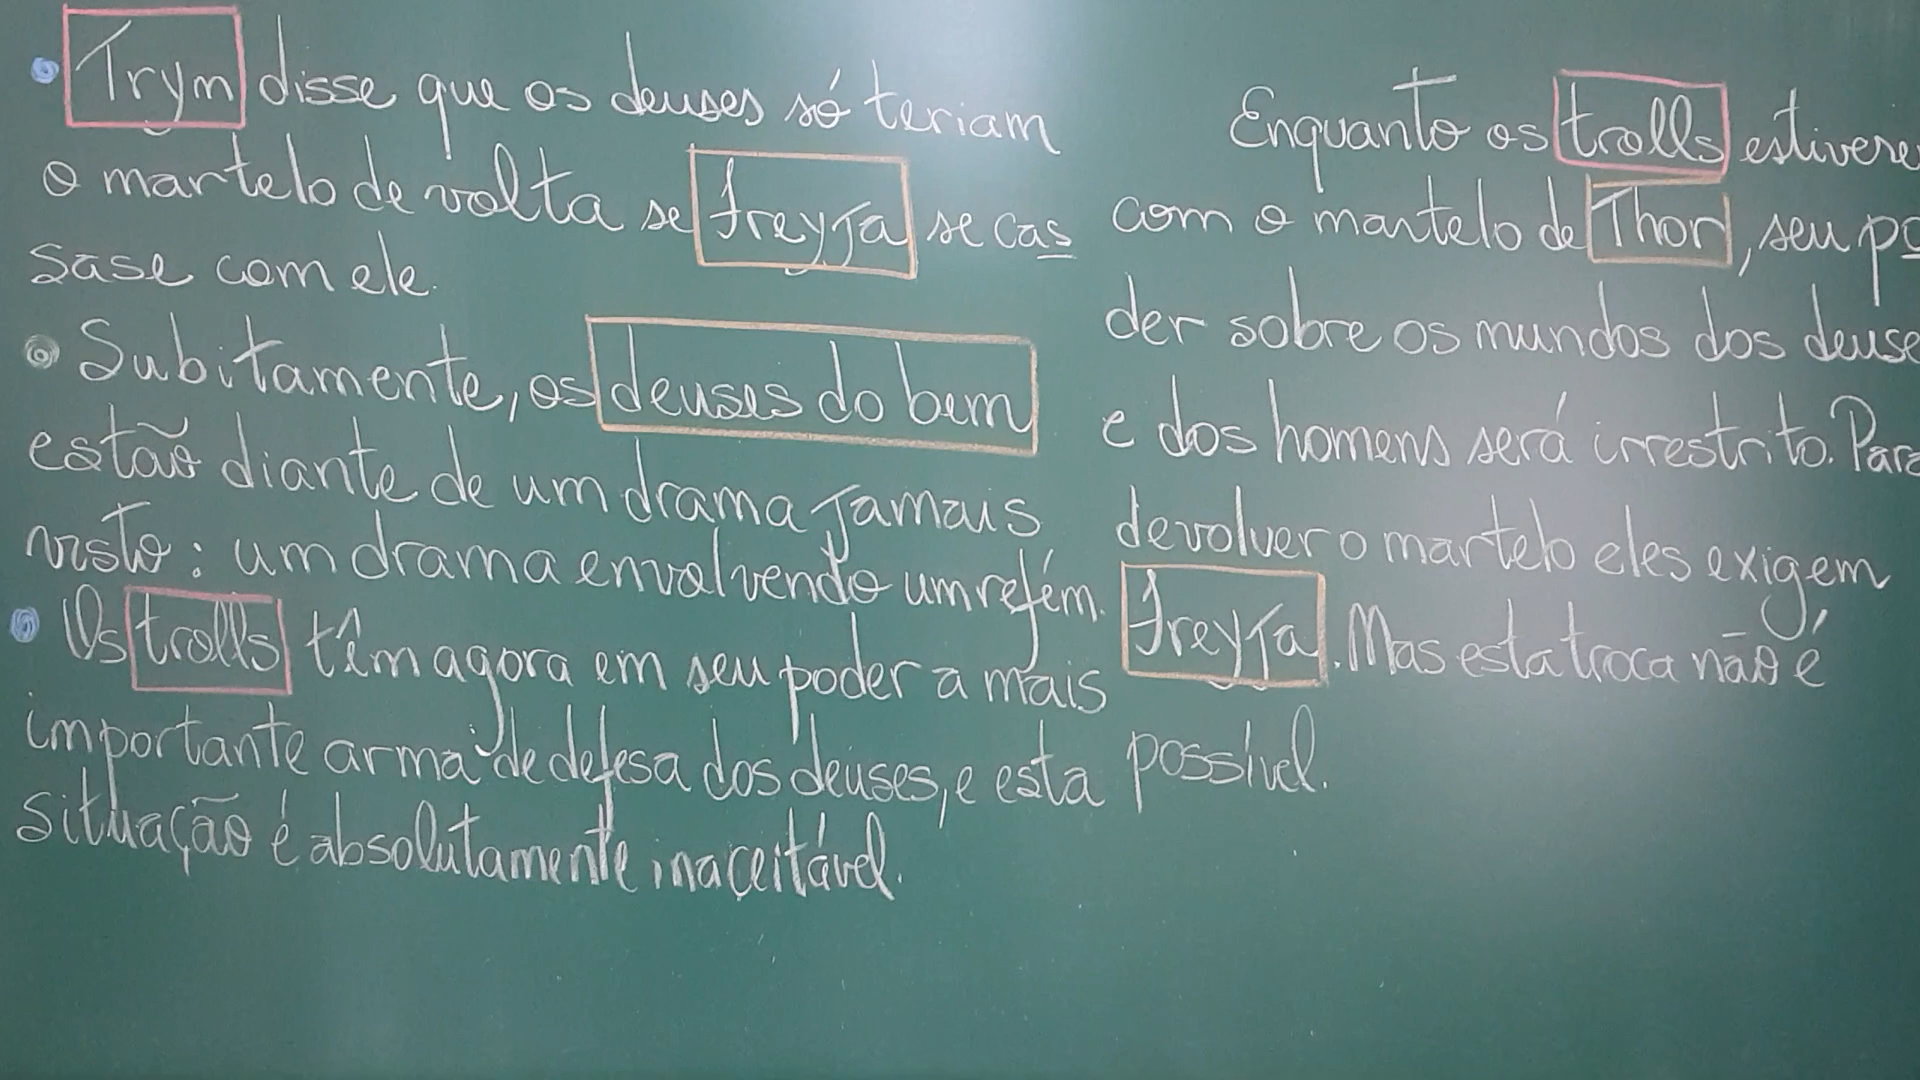 Trym disse que os deuses só teriam
o martelo de volta se Freyja se cas
sase com ele.
Subitamente, os deuses do bem
estão diante de um drama jamais
visto: um drama envolvendo um refém.
Os trolls têm agora em seu poder a mais
importante arma de defesa dos deuses, e esta
situação é absolutamente inaceitável.
Enquanto os trolls estivere
com o martelo de Thor, seu po
der sobre os mundos dos deuse
e dos homens será irrestrito. Para
devolver o martelo eles exigem
Freyja. Mas esta troca não é
possível.